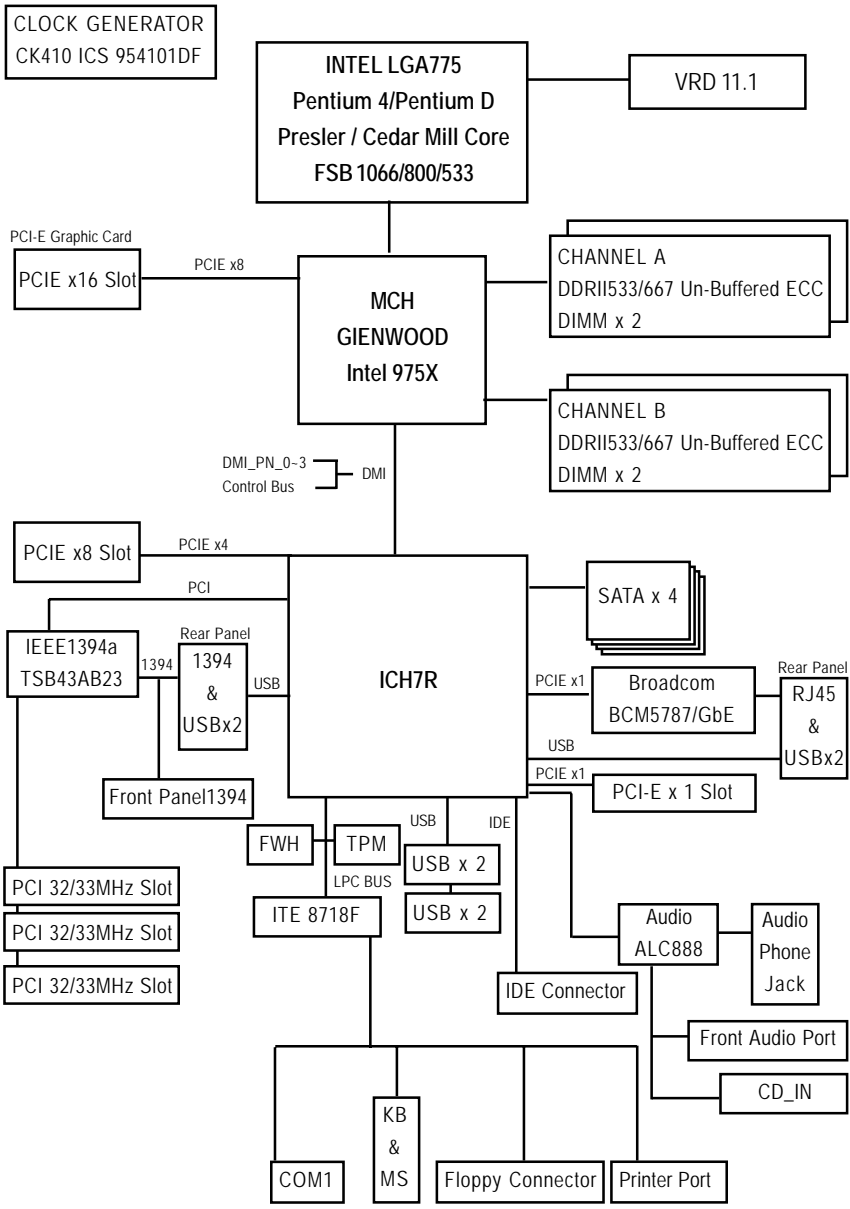 CLOCK GENERATOR
CK410 ICS 954101DF
INTEL LGA775
Pentium 4/Pentium D
Presler / Cedar Mill Core
FSB 1066/800/533
VRD 11.1
PCI-E Graphic Card
PCIE x16 Slot
PCIE x8
MCH
GIENWOOD
Intel 975X
CHANNEL A
DDRII533/667 Un-Buffered ECC
DIMM x 2
CHANNEL B
DDRII533/667 Un-Buffered ECC
DIMM x 2
DMI_PN_0~3
Control Bus
DMI
PCIE x8 Slot
PCIE x4
PCI
IEEE1394a
TSB43AB23
1394
Rear Panel
1394
&
USBx2
USB
Front Panel1394
ICH7R
SATA x 4
PCIE x1
Broadcom
BCM5787/GbE
Rear Panel
RJ45
&
USBx2
USB
PCIE x1
PCI-E x 1 Slot
FWH
TPM
LPC BUS
ITE 8718F
USB
USB x 2
USB x 2
IDE
IDE Connector
PCI 32/33MHz Slot
PCI 32/33MHz Slot
PCI 32/33MHz Slot
Audio
ALC888
Audio
Phone
Jack
Front Audio Port
CD_IN
COM1
KB
&
MS
Floppy Connector
Printer Port